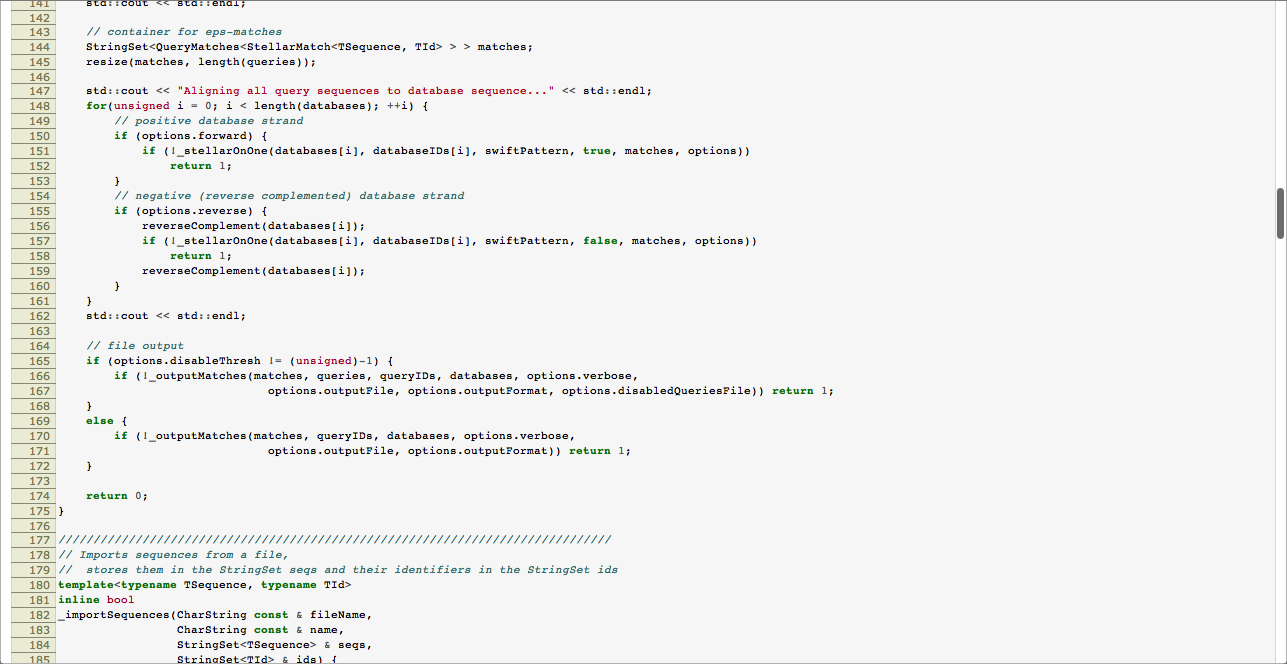 141 std::cout << std::endl;
142
143 // container for eps-matches
144 StringSet<QueryMatches<StellarMatch<TSequence, TId> > > matches;
145 resize(matches, length(queries));
146
147 std::cout << "Aligning all query sequences to database sequence..." << std::endl;
148 for(unsigned i = 0; i < length(databases); ++i) {
149 // positive database strand
150 if (options.forward) {
151 if (!_stellarOnOne(databases[i], databaseIDs[i], swiftPattern, true, matches, options))
152 return 1;
153 }
154 // negative (reverse complemented) database strand
155 if (options.reverse) {
156 reverseComplement(databases[i]);
157 if (!_stellarOnOne(databases[i], databaseIDs[i], swiftPattern, false, matches, options))
158 return 1;
159 reverseComplement(databases[i]);
160 }
161 }
162 std::cout << std::endl;
163
164 // file output
165 if (options.disableThresh != (unsigned)-1) {
166 if (!_outputMatches(matches, queries, queryIDs, databases, options.verbose,
167 options.outputFile, options.outputFormat, options.disabledQueriesFile)) return 1;
168 }
169 else {
170 if (!_outputMatches(matches, queryIDs, databases, options.verbose,
171 options.outputFile, options.outputFormat)) return 1;
172 }
173
174 return 0;
175 }
176
177 ///////////////////////////////////////////////////////////////////////////////
178 // Imports sequences from a file,
179 //  stores them in the StringSet seqs and their identifiers in the StringSet ids
180 template<typename TSequence, typename TId>
181 inline bool
182 _importSequences(CharString const & fileName,
183 CharString const & name,
184 StringSet<TSequence> & seqs,
185 StringSet<TId> & ids) {